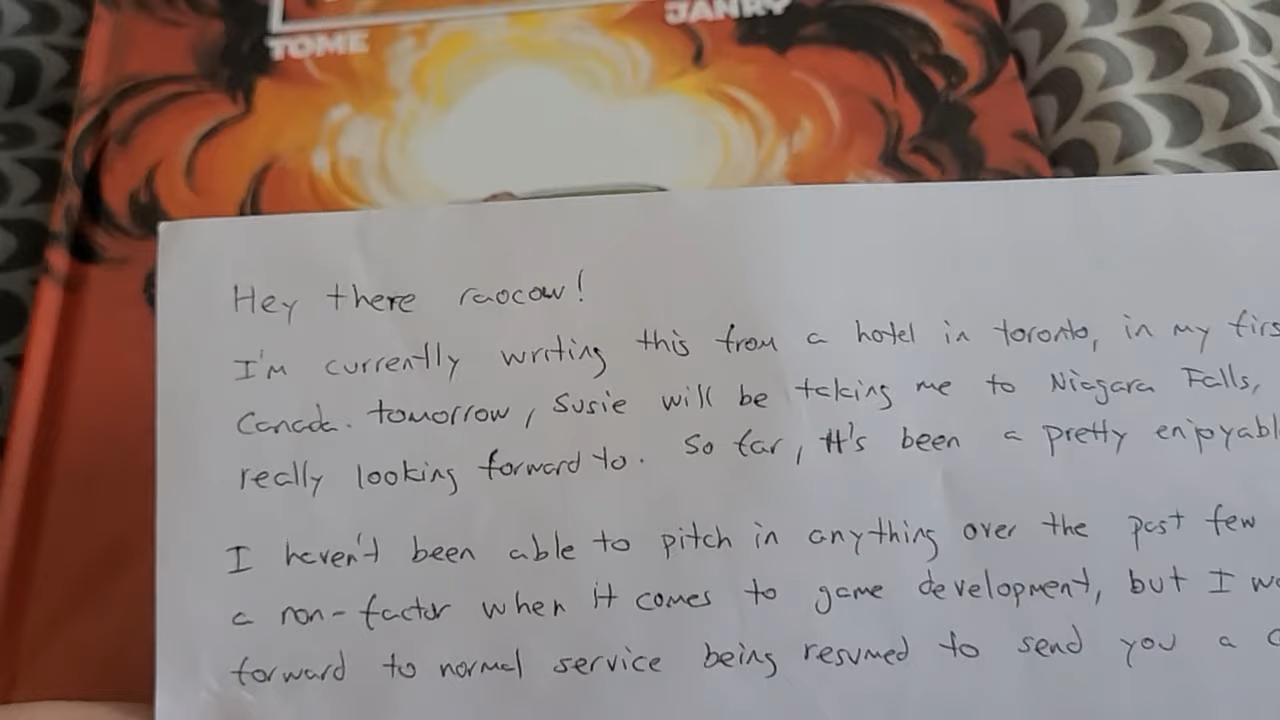 TOME
JANRY
Hey there raocow!
I'm currently writing this from a hotel in toronto, in my firs
Canada. tomorrow, Susie will be taking me to Niagara Falls,
really looking forward to. So far, it's been a pretty enjoyabl
I haven't been able to pitch in anything over the past few
a non-factor when it comes to game development, but I wa
forward to normal service being resumed to send you a c